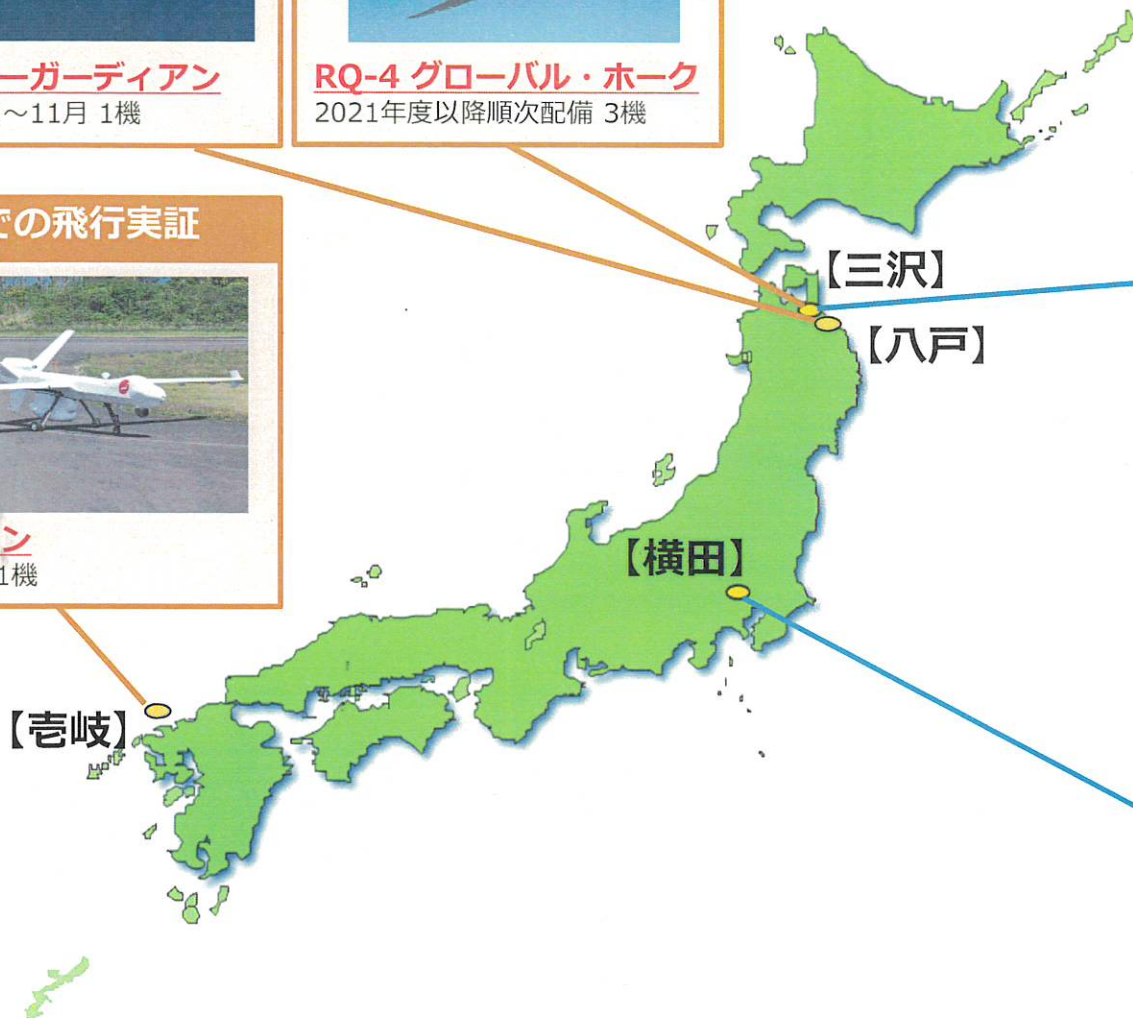 ーガーディアン
～11月 1機
RQ-4 グローバル・ホーク
2021年度以降順次配備 3機
での飛行実証
ン
1機
【三沢】
【八戸】
【横田】
【壱岐】